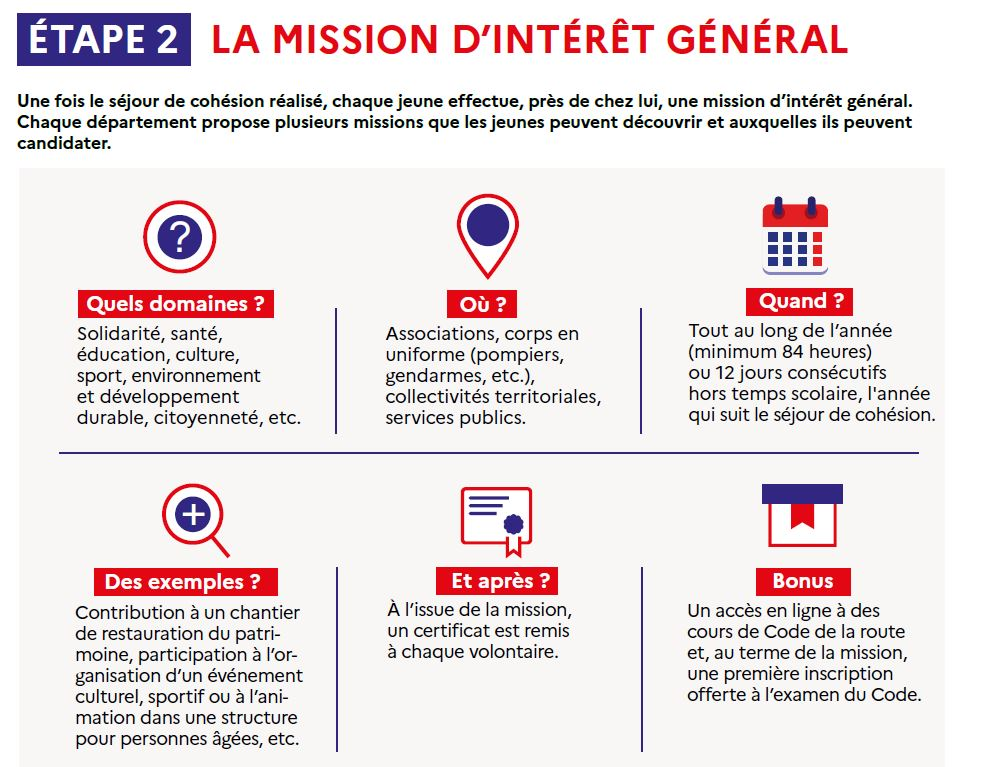 ÉTAPE 2 LA MISSION D'INTÉRÊT GÉNÉRAL
Une fois le séjour de cohésion réalisé, chaque jeune effectue, près de chez lui, une mission d'intérêt général.
Chaque département propose plusieurs missions que les jeunes peuvent découvrir et auxquelles ils peuvent
candidater.
?
Quels domaines ?
Solidarité, santé,
éducation, culture,
sport, environnement
et développement
durable, citoyenneté, etc.
Où ?
Associations, corps en
uniforme (pompiers,
gendarmes, etc.),
collectivités territoriales,
services publics.
Quand ?
Tout au long de l'année
(minimum 84 heures)
ou 12 jours consécutifs
hors temps scolaire, l'année
qui suit le séjour de cohésion.
Des exemples ?
Contribution à un chantier
de restauration du patri-
moine, participation à l'or-
ganisation d'un événement
culturel, sportif ou à l'ani-
mation dans une structure
pour personnes âgées, etc.
Et après ?
À l'issue de la mission,
un certificat est remis
à chaque volontaire.
Bonus
Un accès en ligne à des
cours de Code de la route
et, au terme de la mission,
une première inscription
offerte à l'examen du Code.